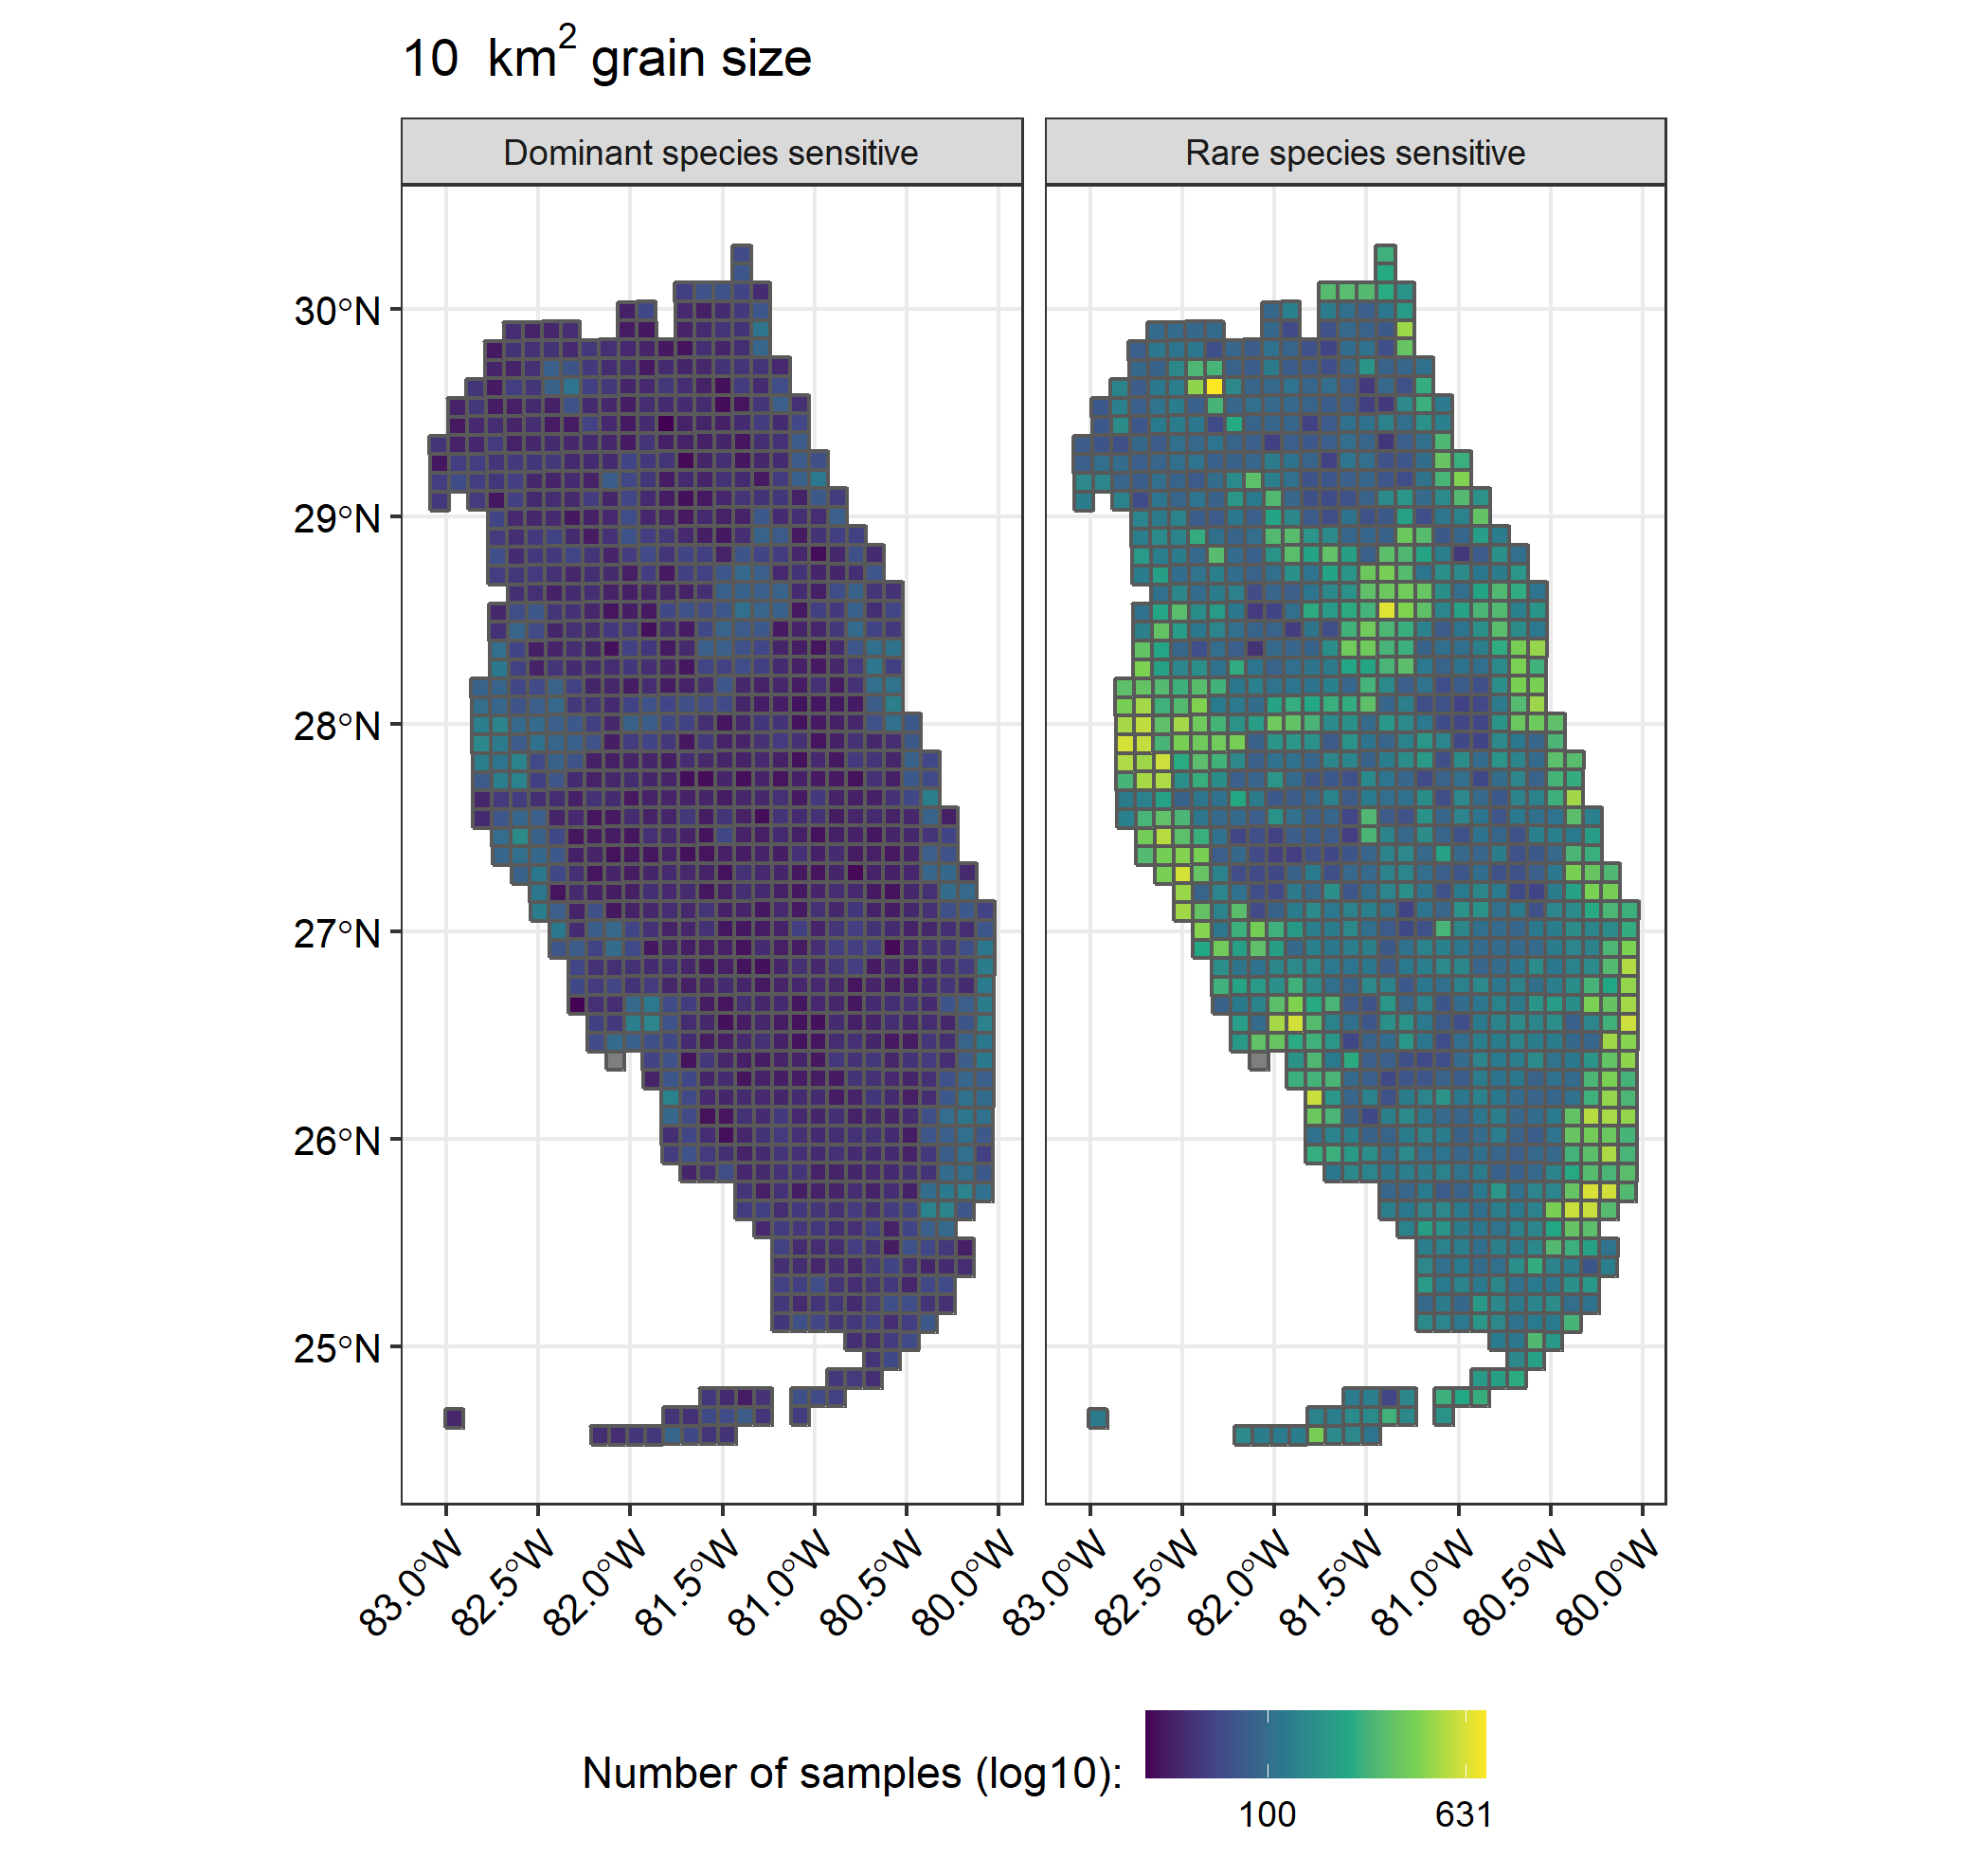 10 km2 grain size
Dominant species sensitive
Rare species sensitive
30°N
29°N
28°N
27°N
26°N
25°N
83.0°W 82.5°W 82.0°W 81.5°W 81.0°W 80.5°W 80.0°W
83.0°W 82.5°W 82.0°W 81.5°W 81.0°W 80.5°W 80.0°W
Number of samples (log10):
100 631